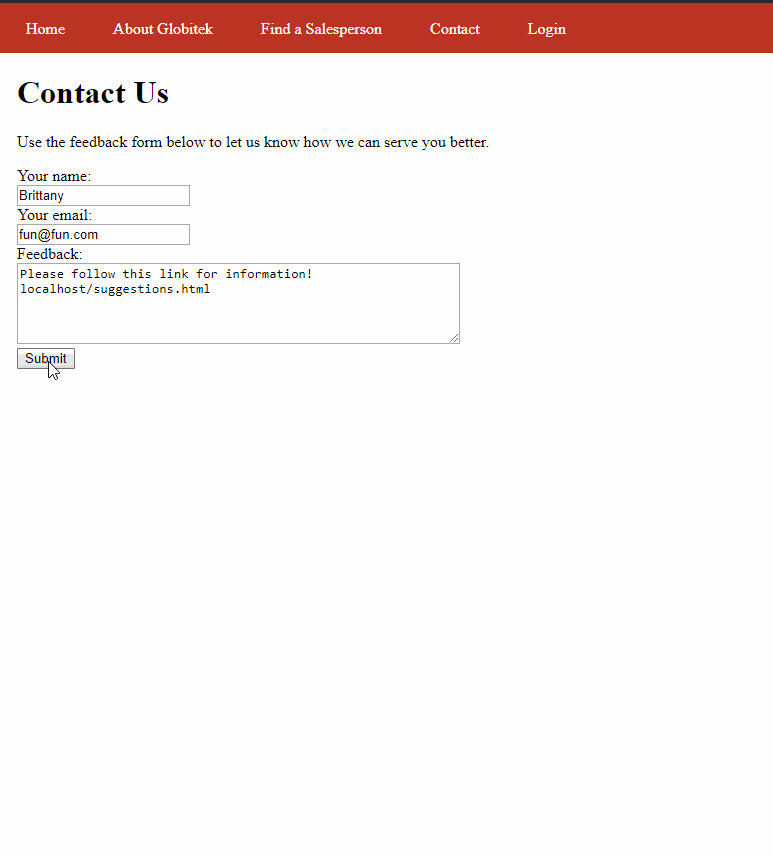 Home About Globitek Find a Salesperson Contact Login
Contact Us
Use the feedback form below to let us know how we can serve you better.
Your name:
Brittany
Your email:
fun@fun.com
Feedback:
Please follow this link for information!
localhost/suggestions.html
Submit